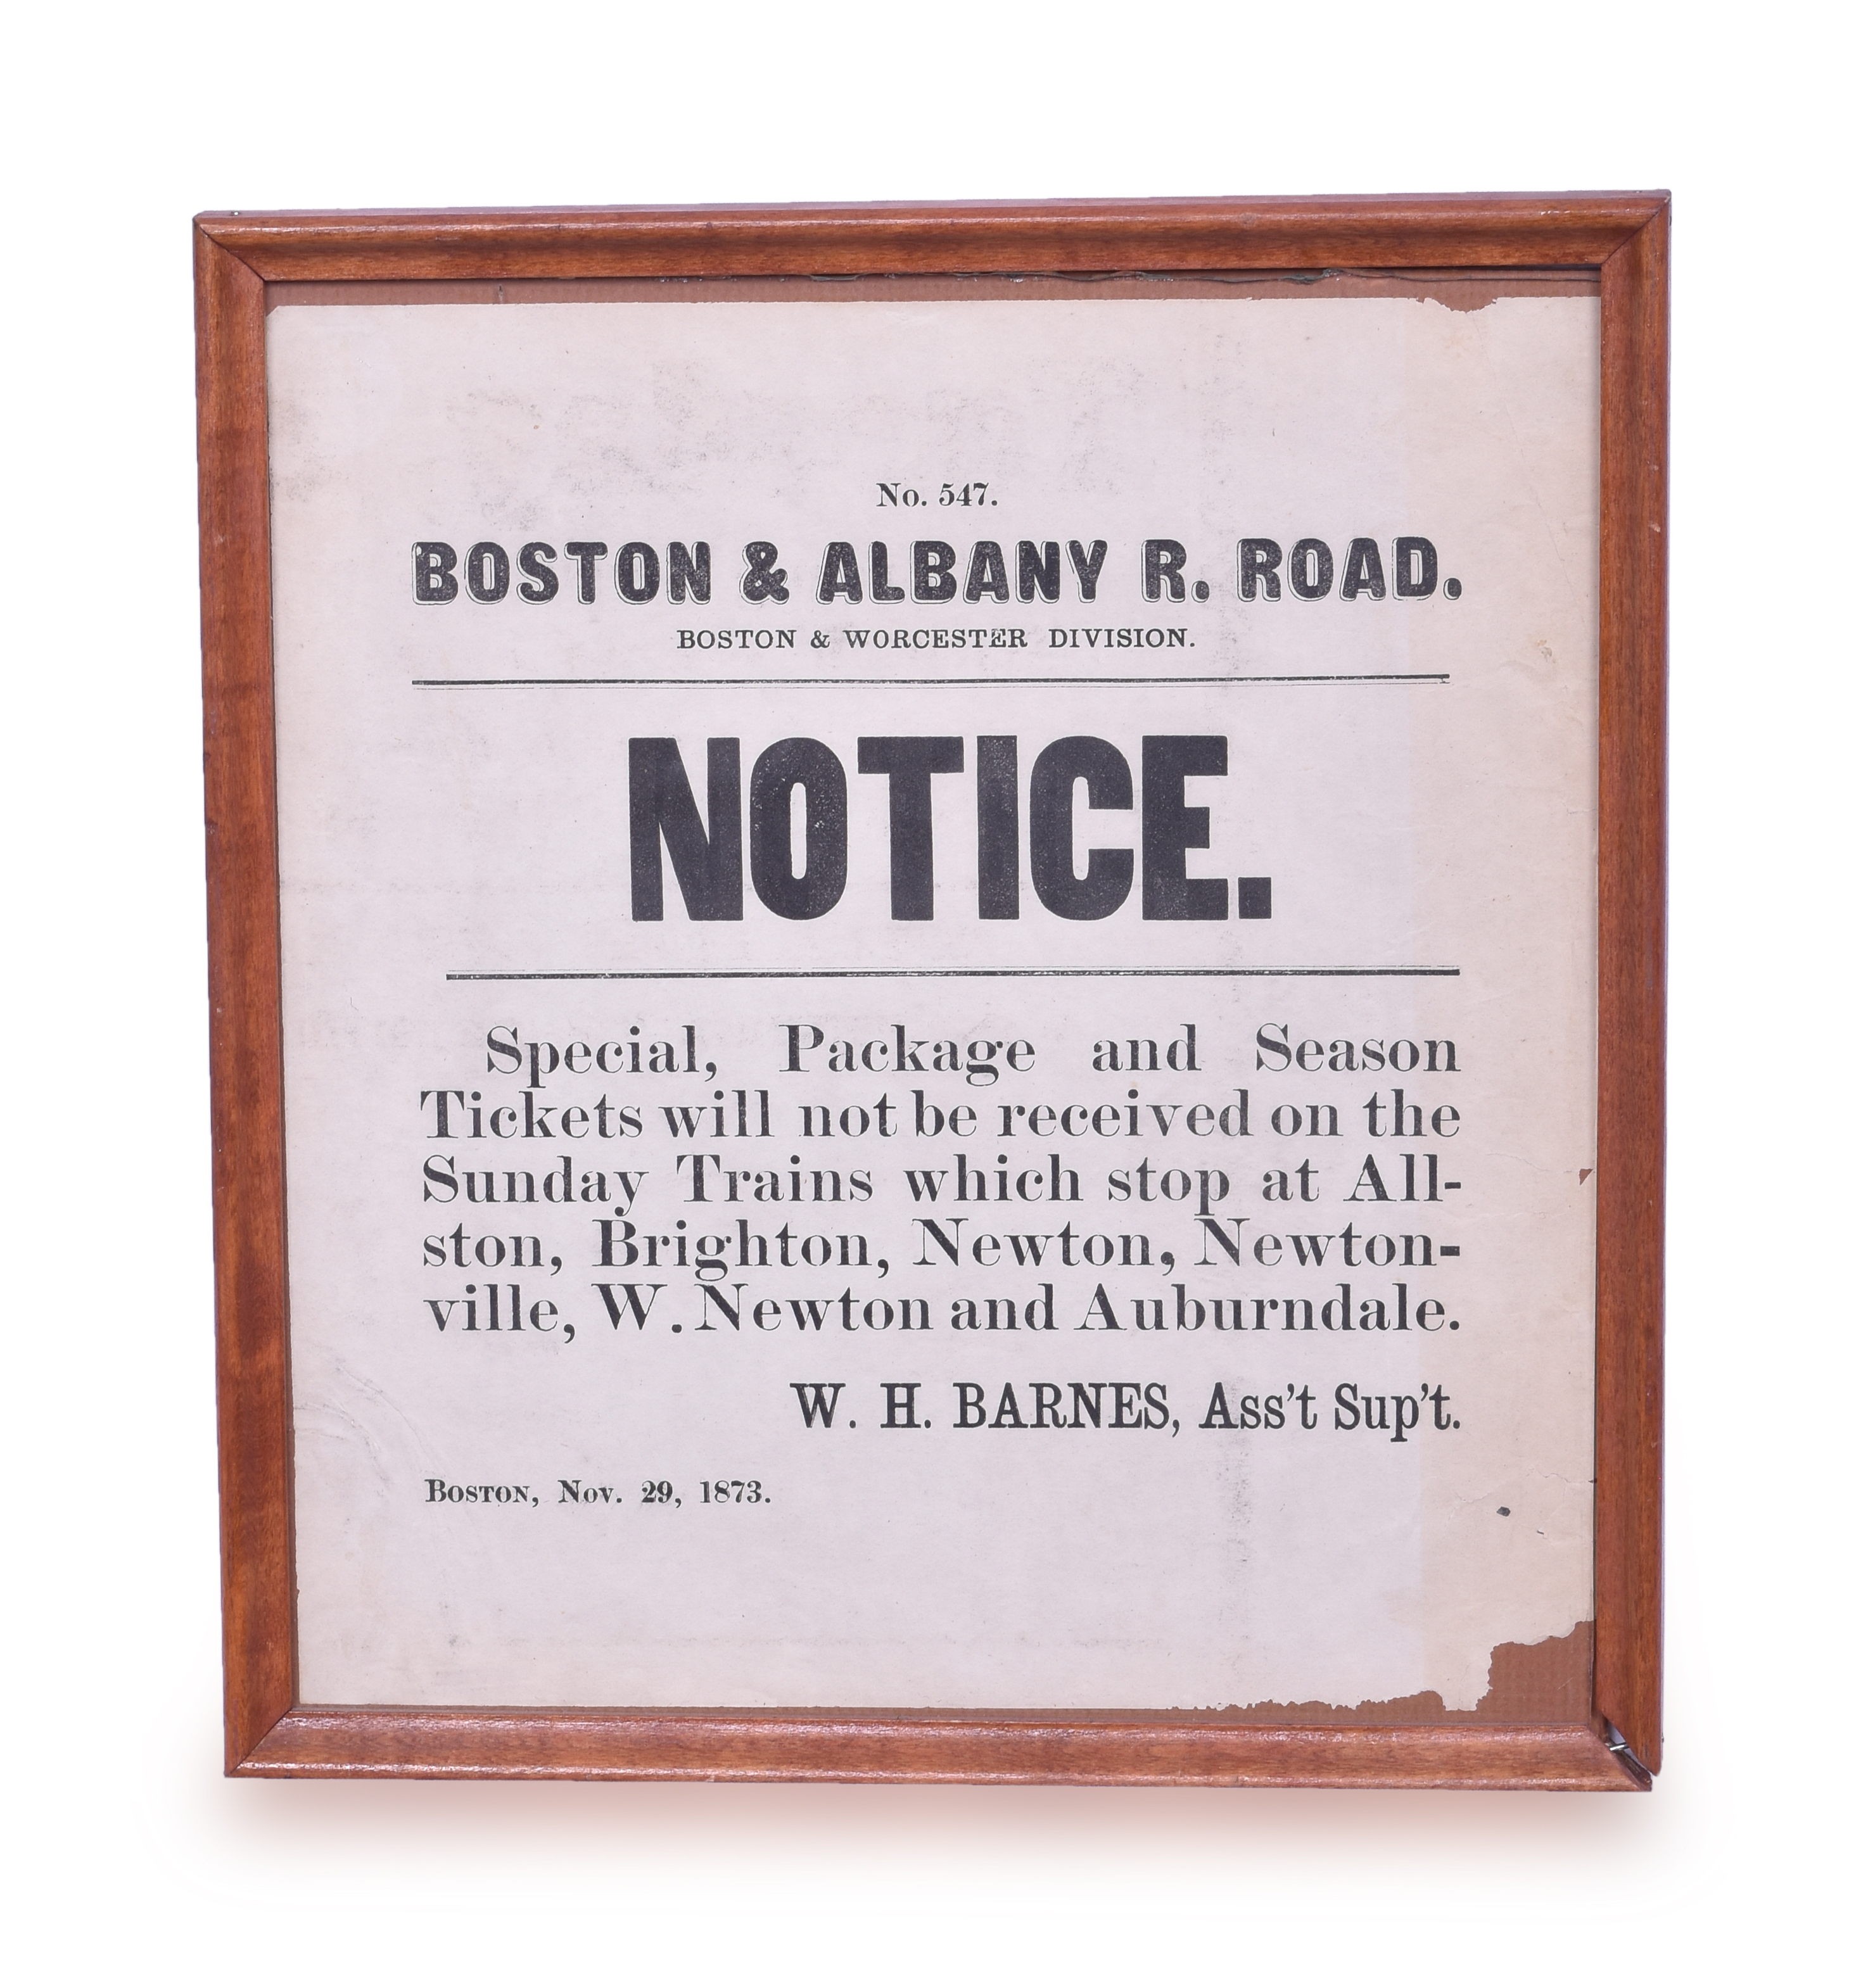 No. 547.
BOSTON & ALBANY R. ROAD.
BOSTON & WORCESTER DIVISION.
NOTICE.
Special, Package and Season
Tickets will not be received on the
Sunday Trains which stop at All-
ston, Brighton, Newton, Newton-
ville, W. Newton and Auburndale.
W. H. BARNES, Ass't Sup't.
Boston, Nov. 29, 1873.